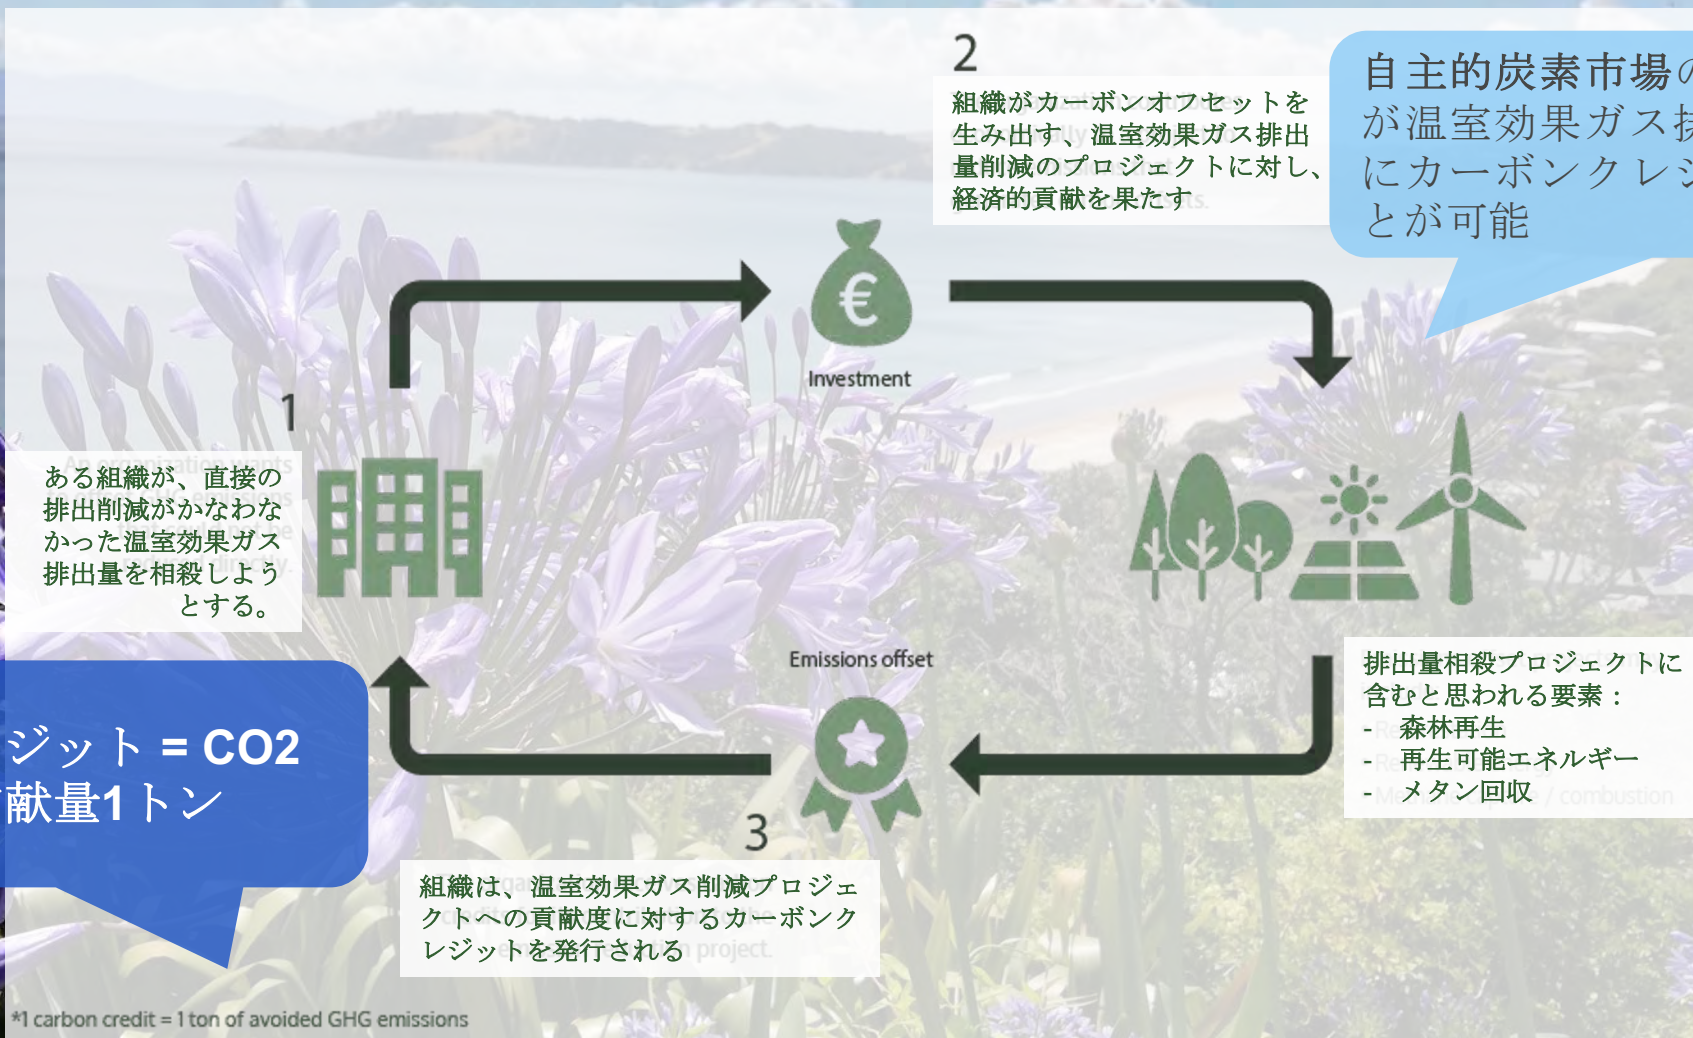 2
組織がカーボンオフセットを
生み出す、温室効果ガス排出
量削減のプロジェクトに対し、
経済的貢献を果たす
自主的炭素市場の
が温室効果ガス排
にカーボンクレジ
とが可能
Investment
1
ある組織が、直接の
排出削減がかなわな
かった温室効果ガス
排出量を相殺しよう
とする。
Emissions offset
排出量相殺プロジェクトに
含むと思われる要素：
- 森林再生
- 再生可能エネルギー
- メタン回収
/ combustion
ジット = CO2
献量1トン
3
組織は、温室効果ガス削減プロジェ
クトへの貢献度に対するカーボンク
レジットを発行される
project.
*1 carbon credit = 1 ton of avoided GHG emissions